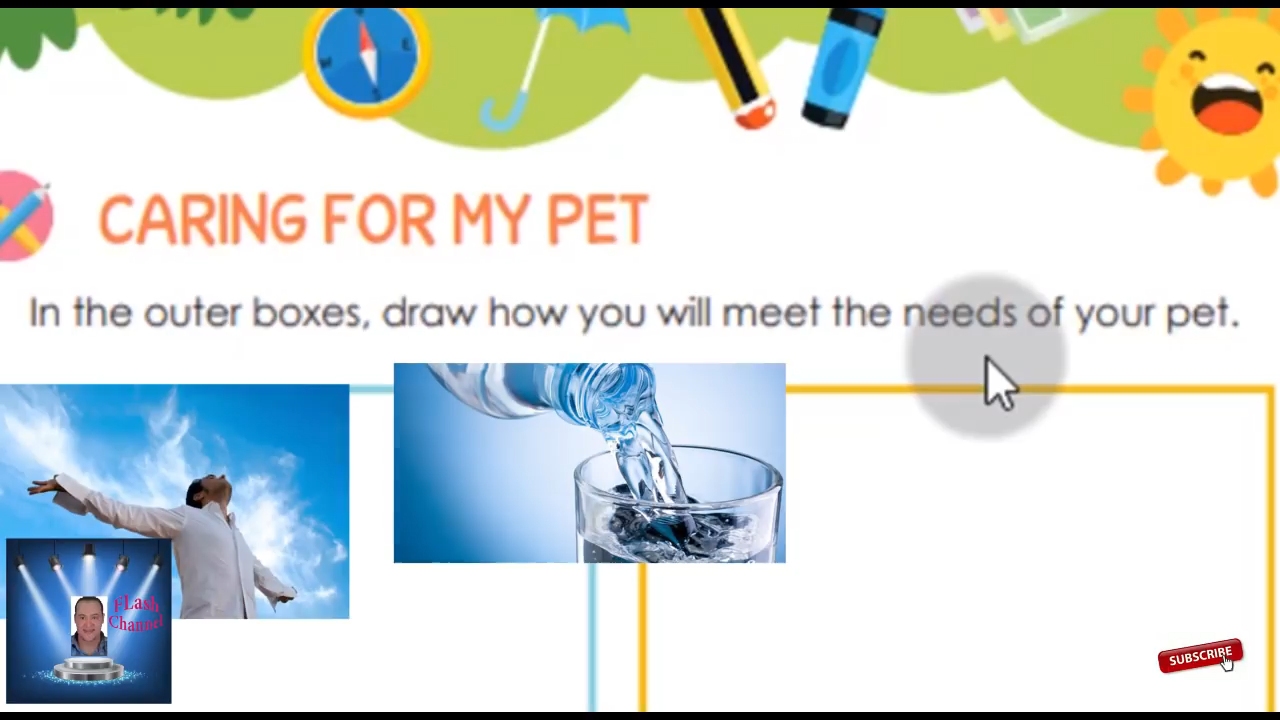 W E
CARING FOR MY PET
In the outer boxes, draw how you will meet the needs of your pet.
FLash
Channel
SUBSCRIBE